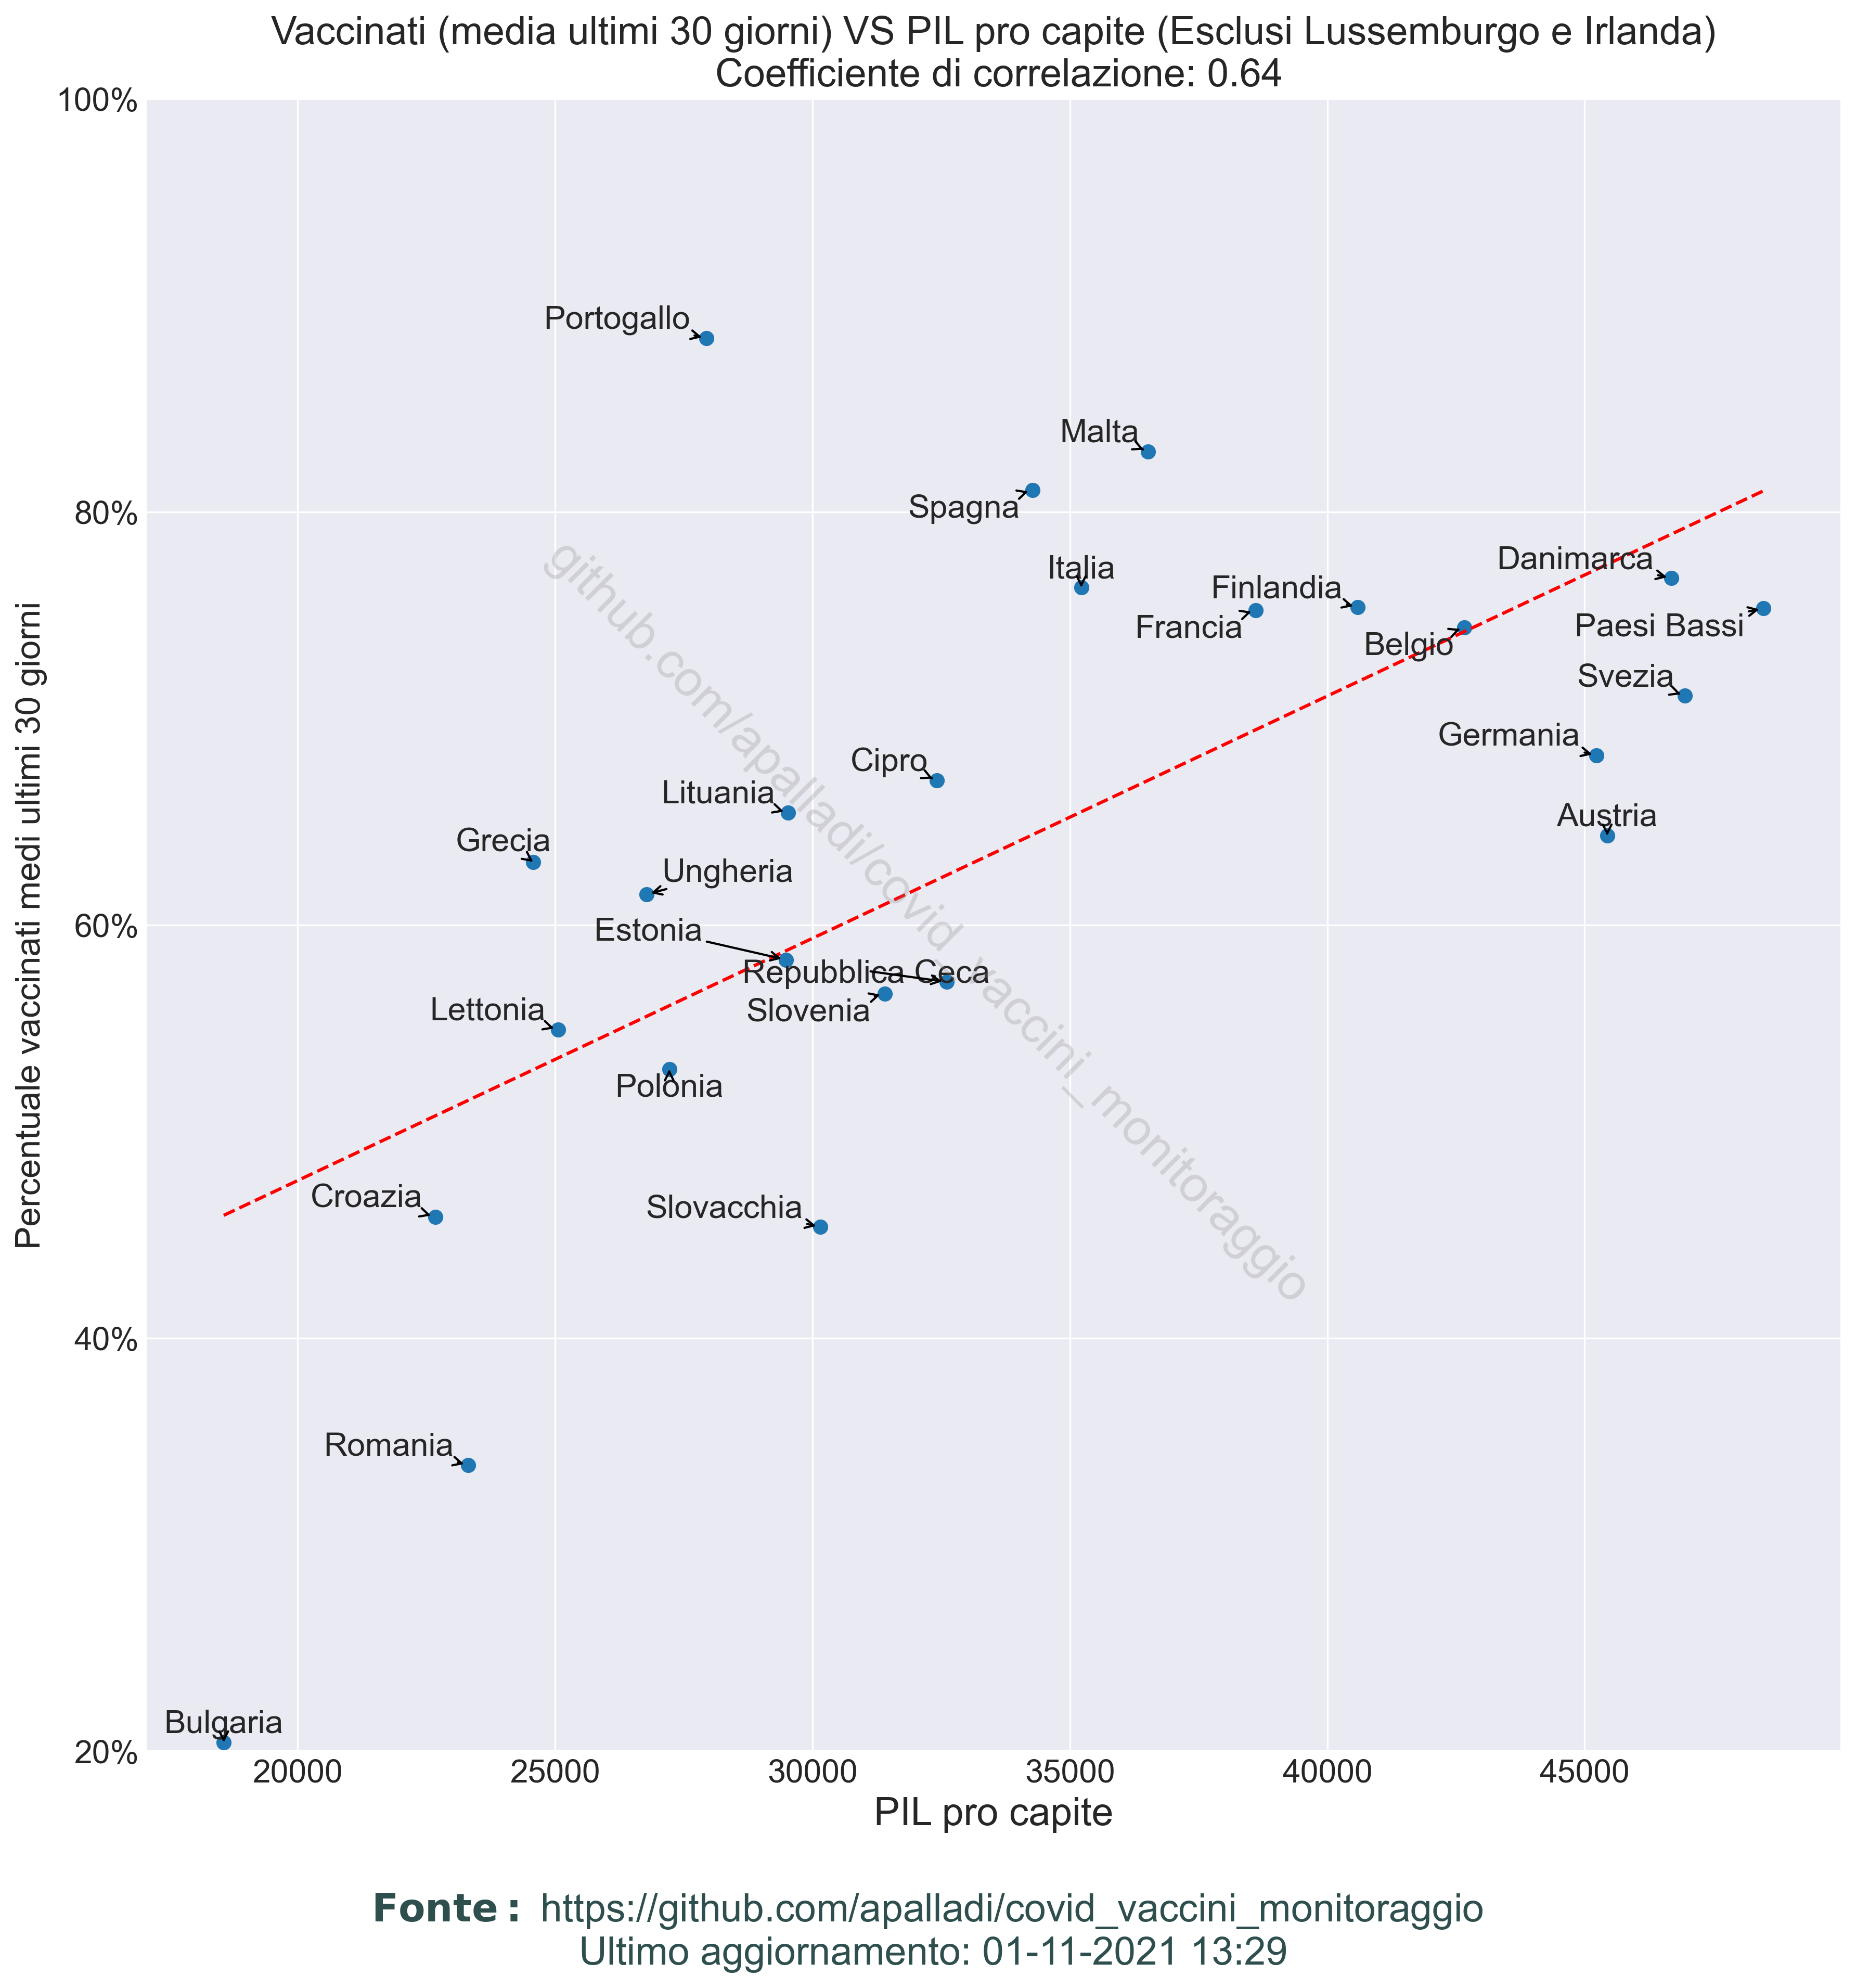 Vaccinati (media ultimi 30 giorni) VS PIL pro capite (Esclusi Lussemburgo e Irlanda)
Coefficiente di correlazione: 0.64
100%
80%
60%
40%
20%
Percentuale vaccinati medi ultimi 30 giorni
Portogallo
Malta
Spagna
Italia
Danimarca
Finlandia
Francia
Paesi Bassi
Belgio
Svezia
Germania
Cipro
Lituania
Austria
Grecia
Ungheria
Estonia
Repubblica Ceca
Slovenia
Lettonia
Polonia
Croazia
Slovacchia
Romania
Bulgaria
github.com/apalladi/covid_vaccini_monitoraggio
20000
25000
30000
35000
40000
45000
PIL pro capite
Fonte: https://github.com/apalladi/covid_vaccini_monitoraggio
Ultimo aggiornamento: 01-11-2021 13:29